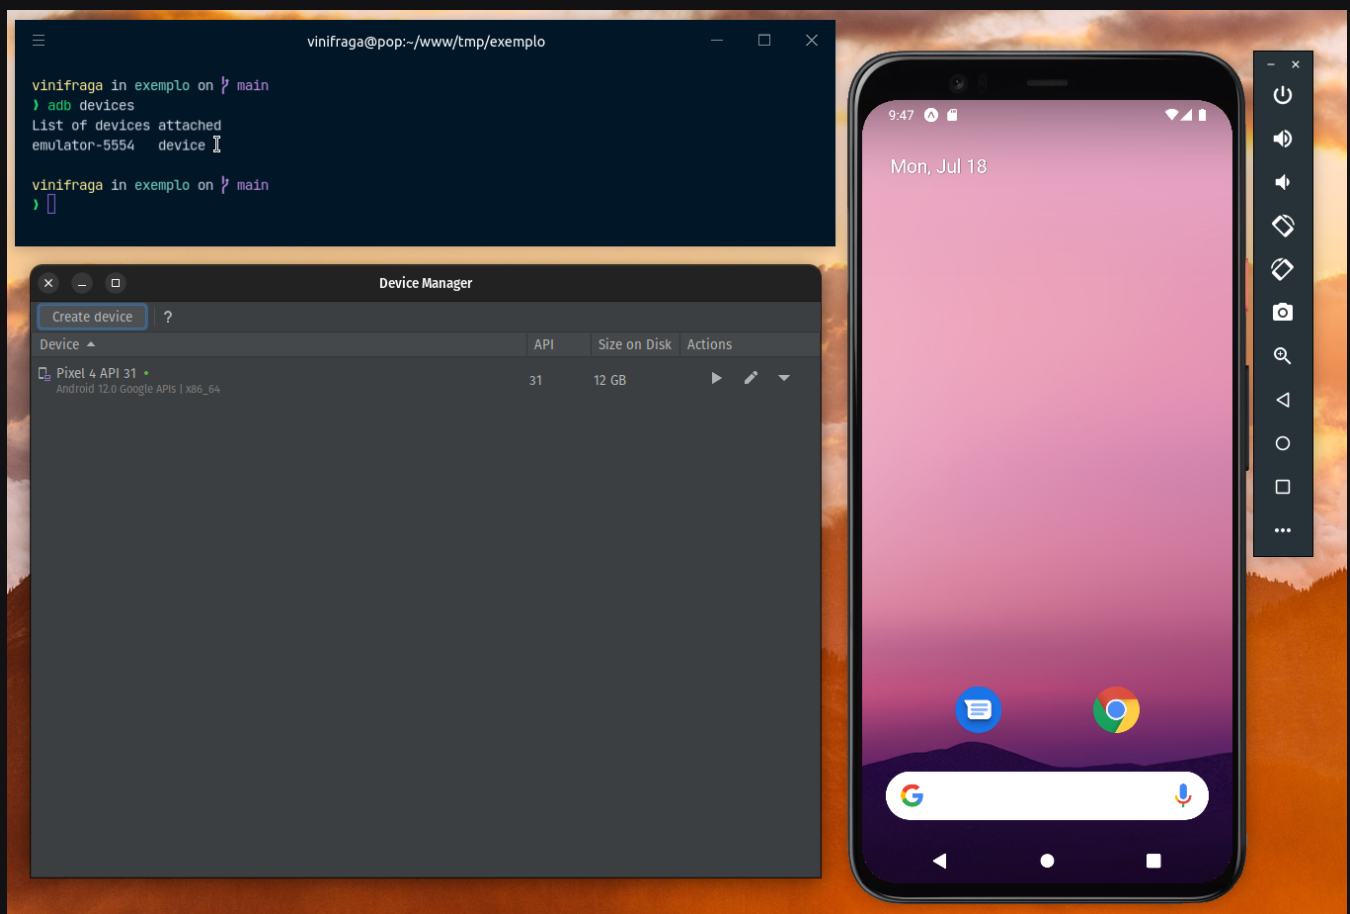 vinifraga@pop:~/www/tmp/exemplo
vinifraga in exemplo on main
❯ adb devices
List of devices attached
emulator-5554 device
vinifraga in exemplo on main
❯
Device Manager
Create device ?
Device API Size on Disk Actions
Pixel 4 API 31
Android 12.0 Google APIs | x86_64
31 12 GB
9:47
Mon, Jul 18